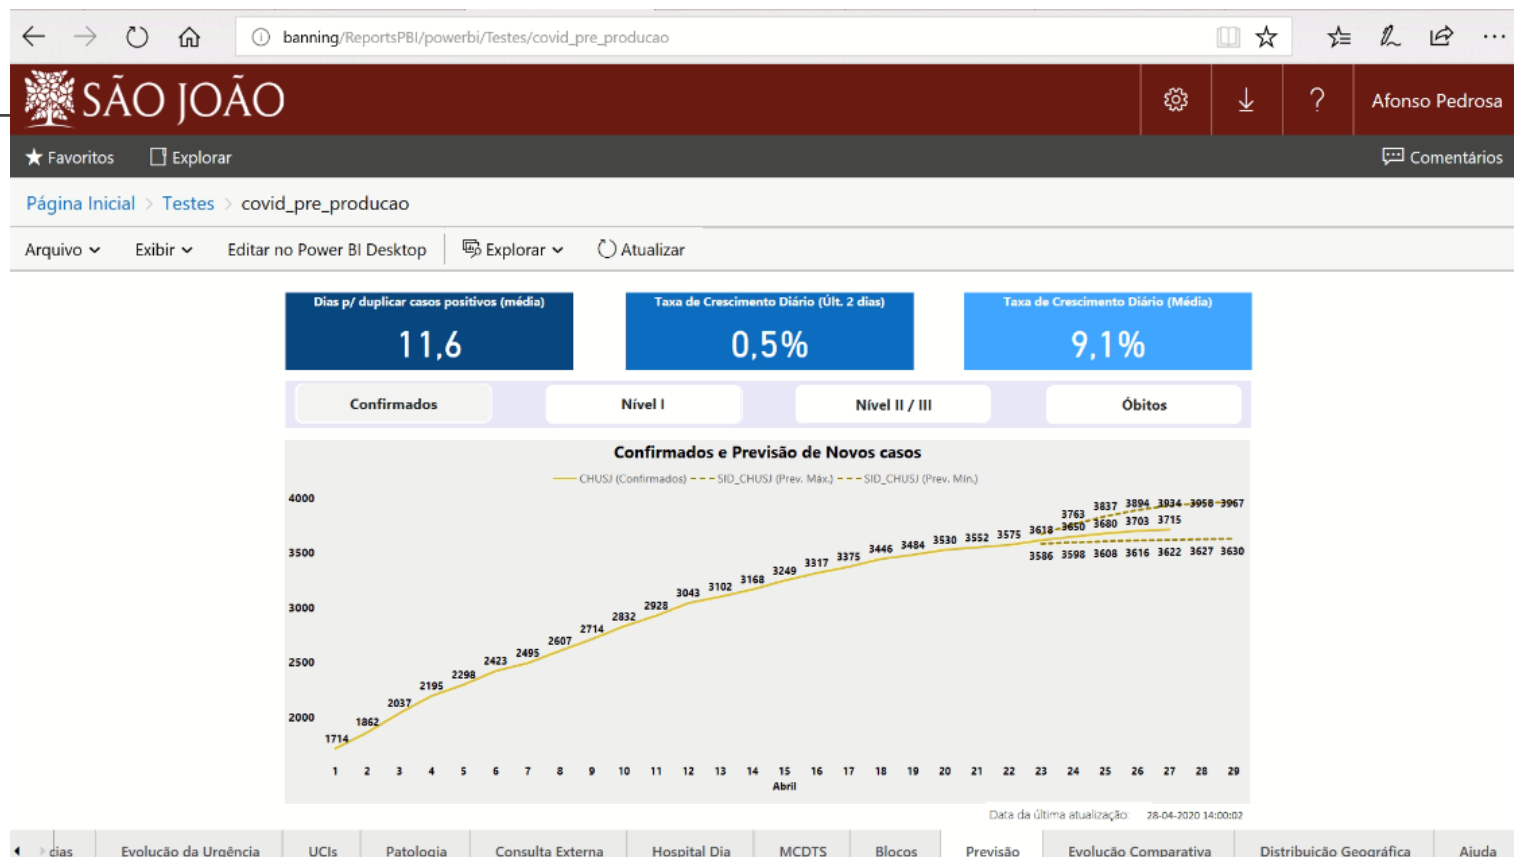 banning/ReportsPBI/powerbi/Testes/covid_pre_producao
SÃO JOÃO
? Afonso Pedrosa
Favoritos Explorar Comentários
Página Inicial > Testes > covid_pre_producao
Arquivo Exibir Editar no Power BI Desktop Explorar Atualizar
Dias p/ duplicar casos positivos (média) Taxa de Crescimento Diário (Últ. 2 dias) Taxa de Crescimento Diário (Média)
11,6 0,5% 9,1%
Confirmados Nível I Nível II / III Óbitos
Confirmados e Previsão de Novos casos
CHUSJ (Confirmados) SID_CHUSJ (Prev. Máx.) SID_CHUSJ (Prev. Mín.)
4000
3500
3000
2500
2000
1714 1862 2037 2195 2298 2423 2495 2607 2714 2832 2928 3043 3102 3168 3249 3317 3375 3446 3484 3530 3552 3575 3618 3650 3680 3703 3715
3763 3837 3894 3934 3958 3967
3586 3598 3608 3616 3622 3627 3630
1 2 3 4 5 6 7 8 9 10 11 12 13 14 15 16 17 18 19 20 21 22 23 24 25 26 27 28 29
Abril
Data da última atualização: 28-04-2020 14:00:02
dias Evolução da Urgência UCIs Patologia Consulta Externa Hospital Dia MCDTS Blocos Previsão Evolução Comparativa Distribuição Geográfica Ajuda